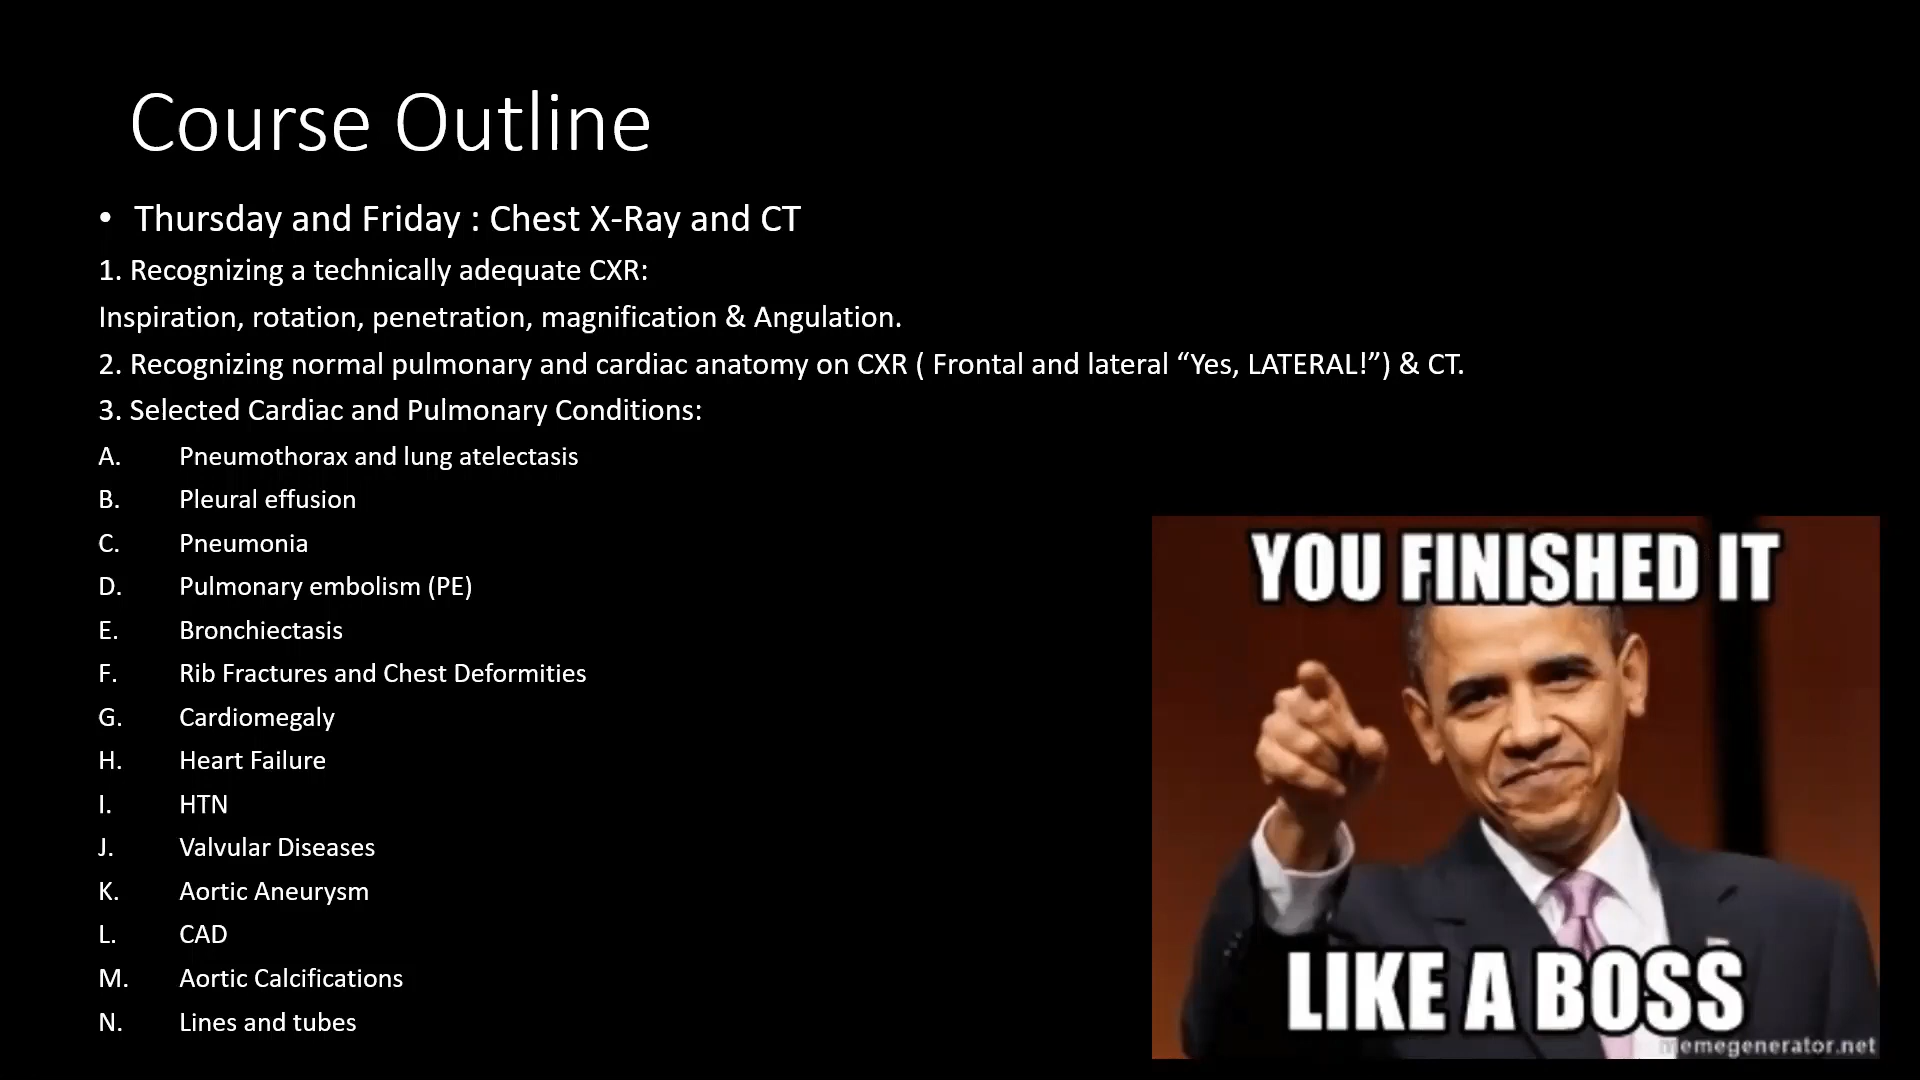 Course Outline
• Thursday and Friday : Chest X-Ray and CT
1. Recognizing a technically adequate CXR:
Inspiration, rotation, penetration, magnification & Angulation.
2. Recognizing normal pulmonary and cardiac anatomy on CXR ( Frontal and lateral “Yes, LATERAL!”) & CT.
3. Selected Cardiac and Pulmonary Conditions:
A. Pneumothorax and lung atelectasis
B. Pleural effusion
C. Pneumonia
D. Pulmonary embolism (PE)
E. Bronchiectasis
F. Rib Fractures and Chest Deformities
G. Cardiomegaly
H. Heart Failure
I. HTN
J. Valvular Diseases
K. Aortic Aneurysm
L. CAD
M. Aortic Calcifications
N. Lines and tubes
YOU FINISHED IT
LIKE A BOSS
memegenerator.net